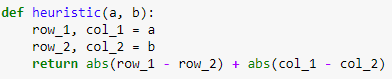 def heuristic(a, b):
    row_1, col_1 = a
    row_2, col_2 = b
    return abs(row_1 - row_2) + abs(col_1 - col_2)